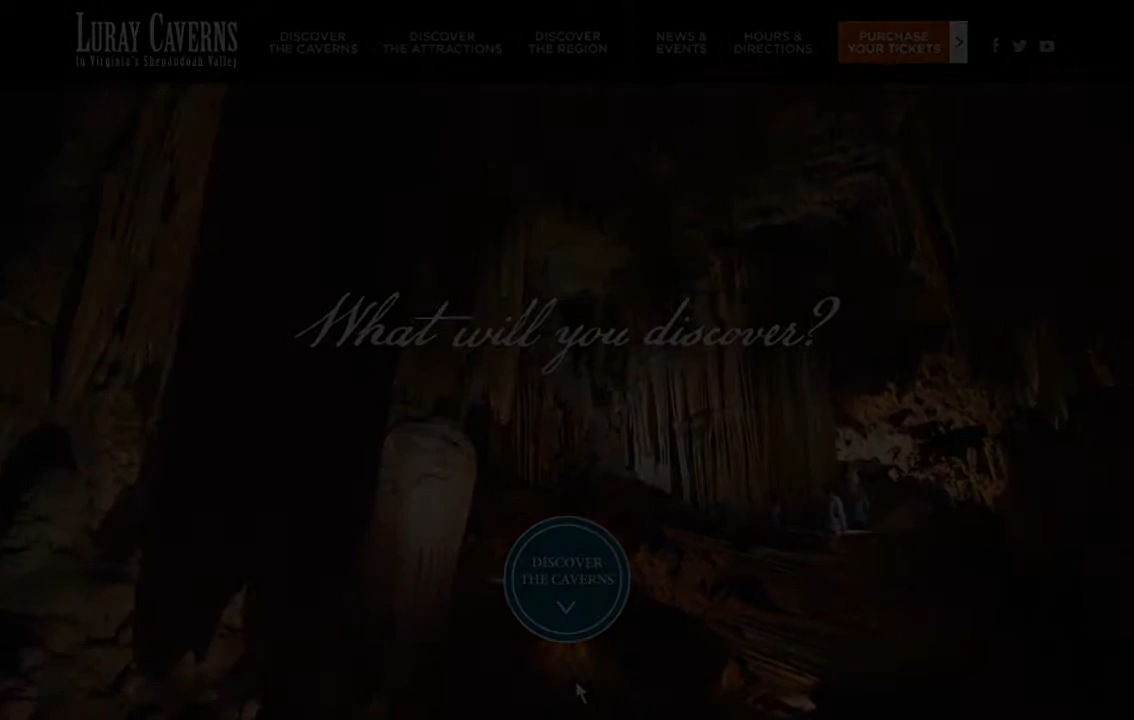 LURAY CAVERNS
In Virginia's Shenandoah Valley
DISCOVER
THE CAVERNS
DISCOVER
THE ATTRACTIONS
DISCOVER
THE REGION
NEWS &
EVENTS
HOURS &
DIRECTIONS
PURCHASE
YOUR TICKETS
What will you discover?
DISCOVER
THE CAVERNS